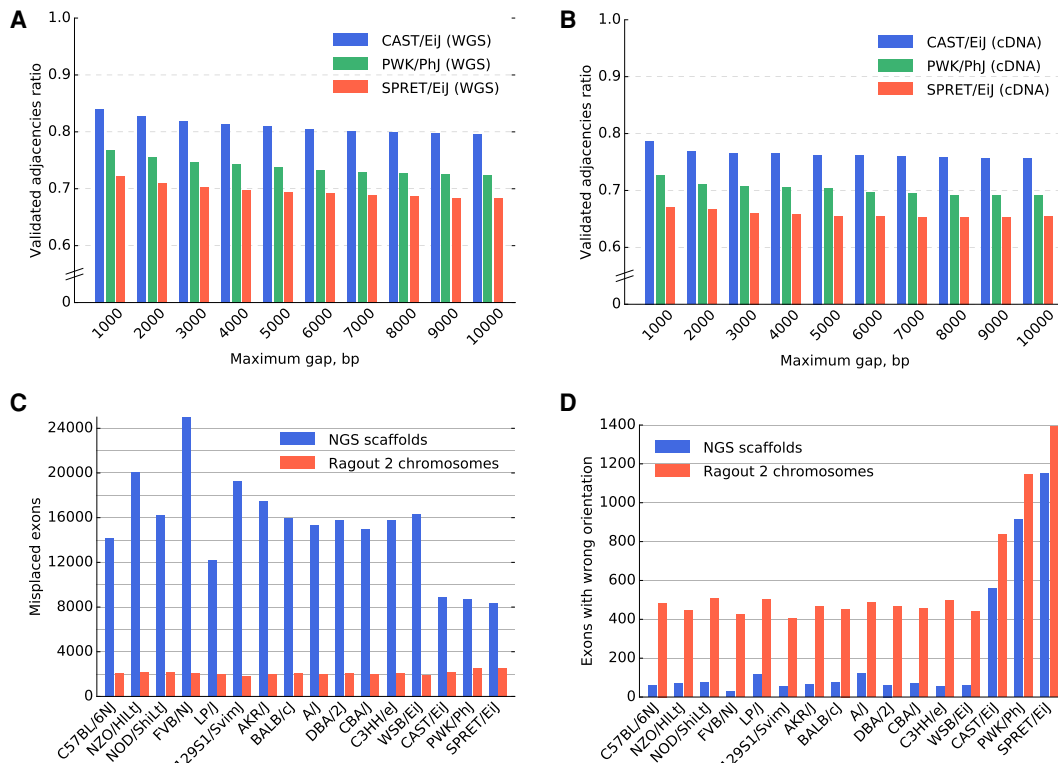 A
1.0
0.9
0.8
0.7
0.6
0
Validated adjacencies ratio
CAST/EiJ (WGS)
PWK/PhJ (WGS)
SPRET/EiJ (WGS)
1000
2000
3000
4000
5000
6000
7000
8000
9000
10000
Maximum gap, bp
B
1.0
0.9
0.8
0.7
0.6
0
Validated adjacencies ratio
CAST/EiJ (cDNA)
PWK/PhJ (cDNA)
SPRET/EiJ (cDNA)
1000
2000
3000
4000
5000
6000
7000
8000
9000
10000
Maximum gap, bp
C
24000
20000
16000
12000
8000
4000
0
Misplaced exons
NGS scaffolds
Ragout 2 chromosomes
C57BL/6NJ
NZO/HlLtJ
NOD/ShiLtJ
FVB/NJ
LP/J
129S1/SvimJ
AKR/J
BALB/cJ
A/J
DBA/2J
CBA/J
C3HH/eJ
WSB/EiJ
CAST/EiJ
PWK/PhJ
SPRET/EiJ
D
1400
1200
1000
800
600
400
200
0
Exons with wrong orientation
NGS scaffolds
Ragout 2 chromosomes
C57BL/6NJ
NZO/HlLtJ
NOD/ShiLtJ
FVB/NJ
LP/J
129S1/SvimJ
AKR/J
BALB/cJ
A/J
DBA/2J
CBA/J
C3HH/eJ
WSB/EiJ
CAST/EiJ
PWK/PhJ
SPRET/EiJ